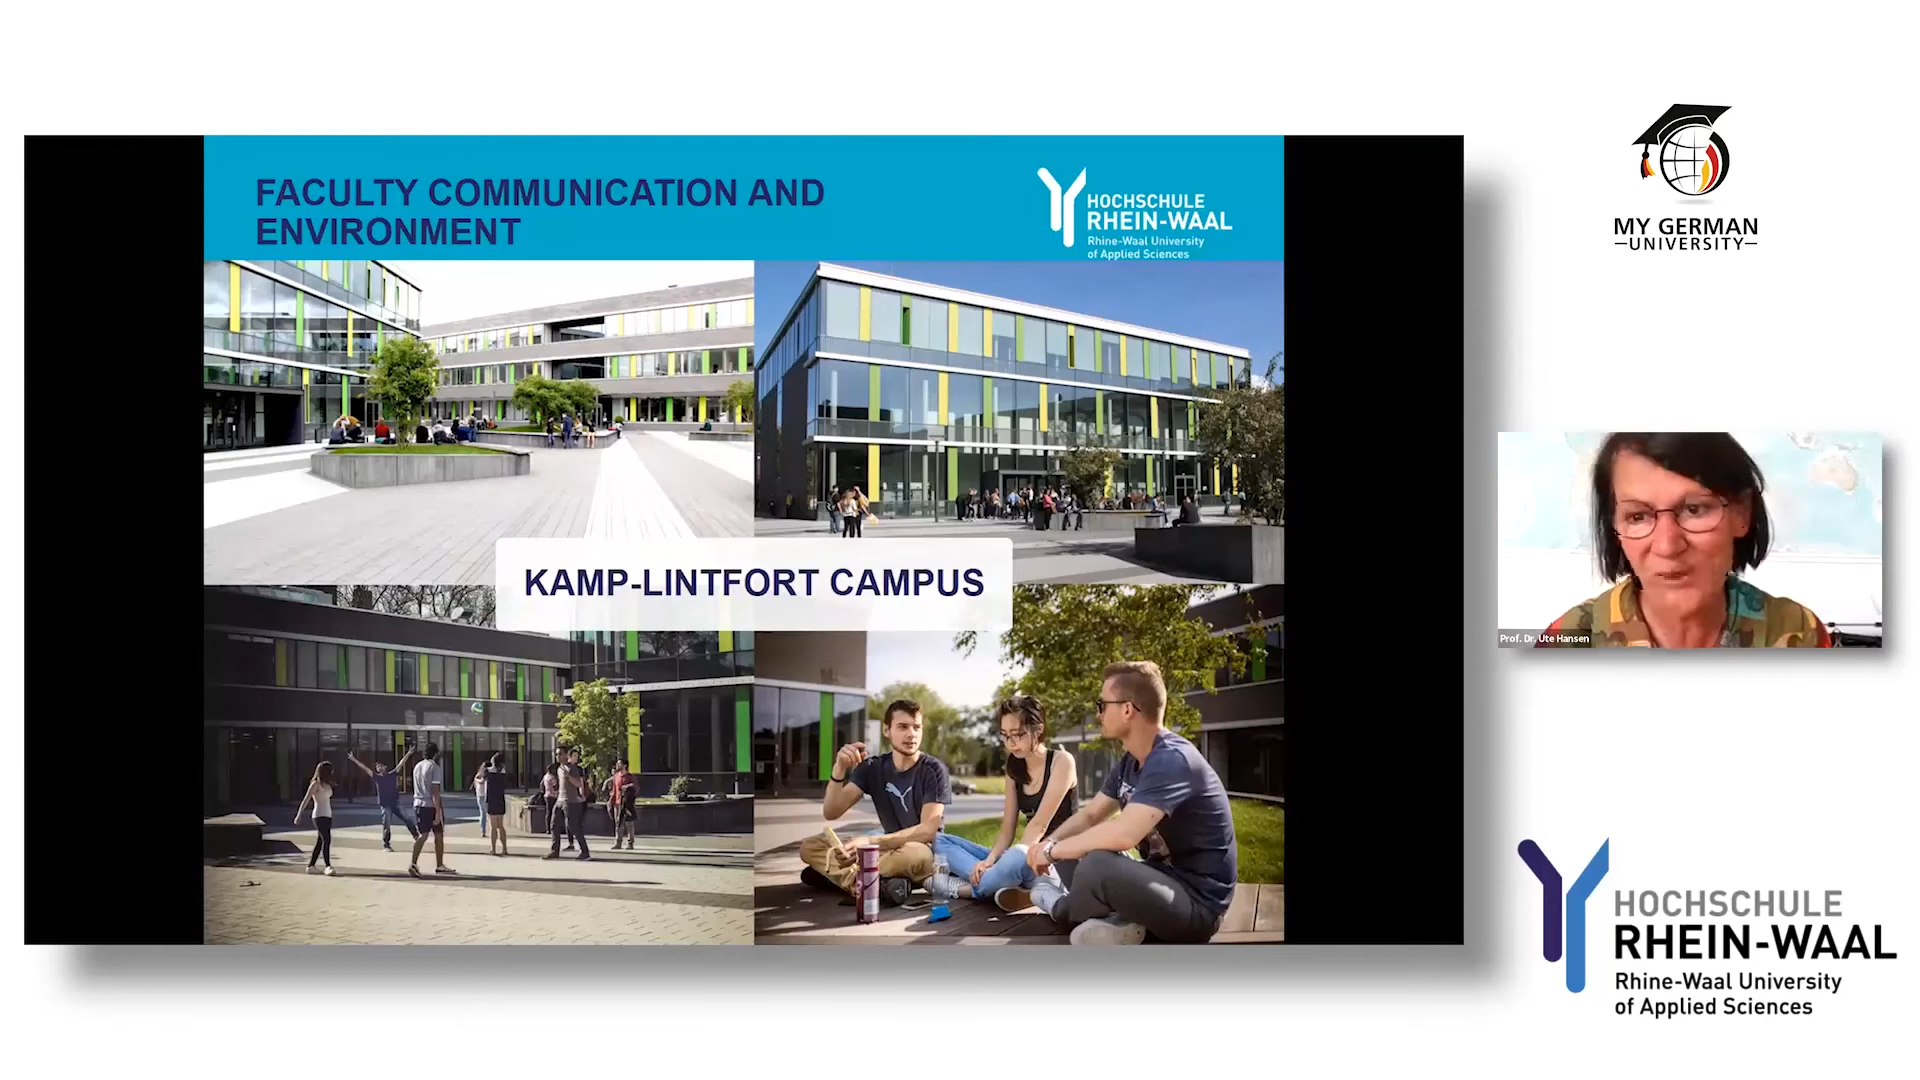 FACULTY COMMUNICATION AND
ENVIRONMENT
HOCHSCHULE
RHEIN-WAAL
Rhine-Waal University
of Applied Sciences
KAMP-LINTFORT CAMPUS
MY GERMAN
UNIVERSITY
Prof. Dr. Ute Hansen
HOCHSCHULE
RHEIN-WAAL
Rhine-Waal University
of Applied Sciences